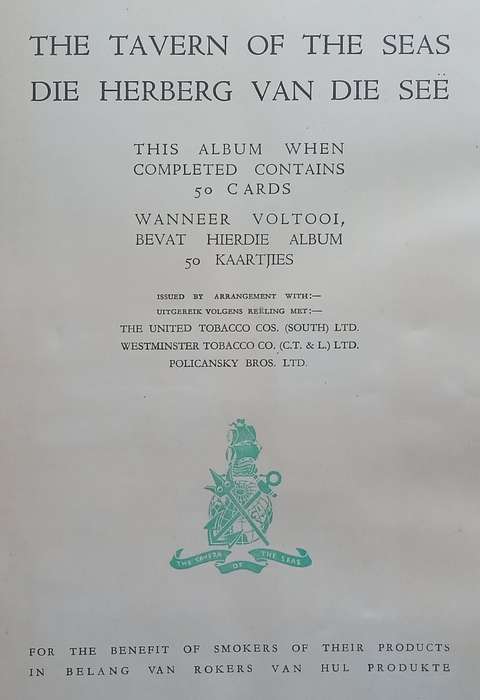 THE TAVERN OF THE SEAS
DIE HERBERG VAN DIE SEË
THIS ALBUM WHEN
COMPLETED CONTAINS
50 CARDS
WANNEER VOLTOOI,
BEVAT HIERDIE ALBUM
50 KAARTJIES
ISSUED BY ARRANGEMENT WITH:—
UITGEREIK VOLGENS REËLING MET:—
THE UNITED TOBACCO COS. (SOUTH) LTD.
WESTMINSTER TOBACCO CO. (C.T. & L.) LTD.
POLICANSKY BROS. LTD.
THE TAVERN OF THE SEAS
FOR THE BENEFIT OF SMOKERS OF THEIR PRODUCTS
IN BELANG VAN ROKERS VAN HUL PRODUKTE